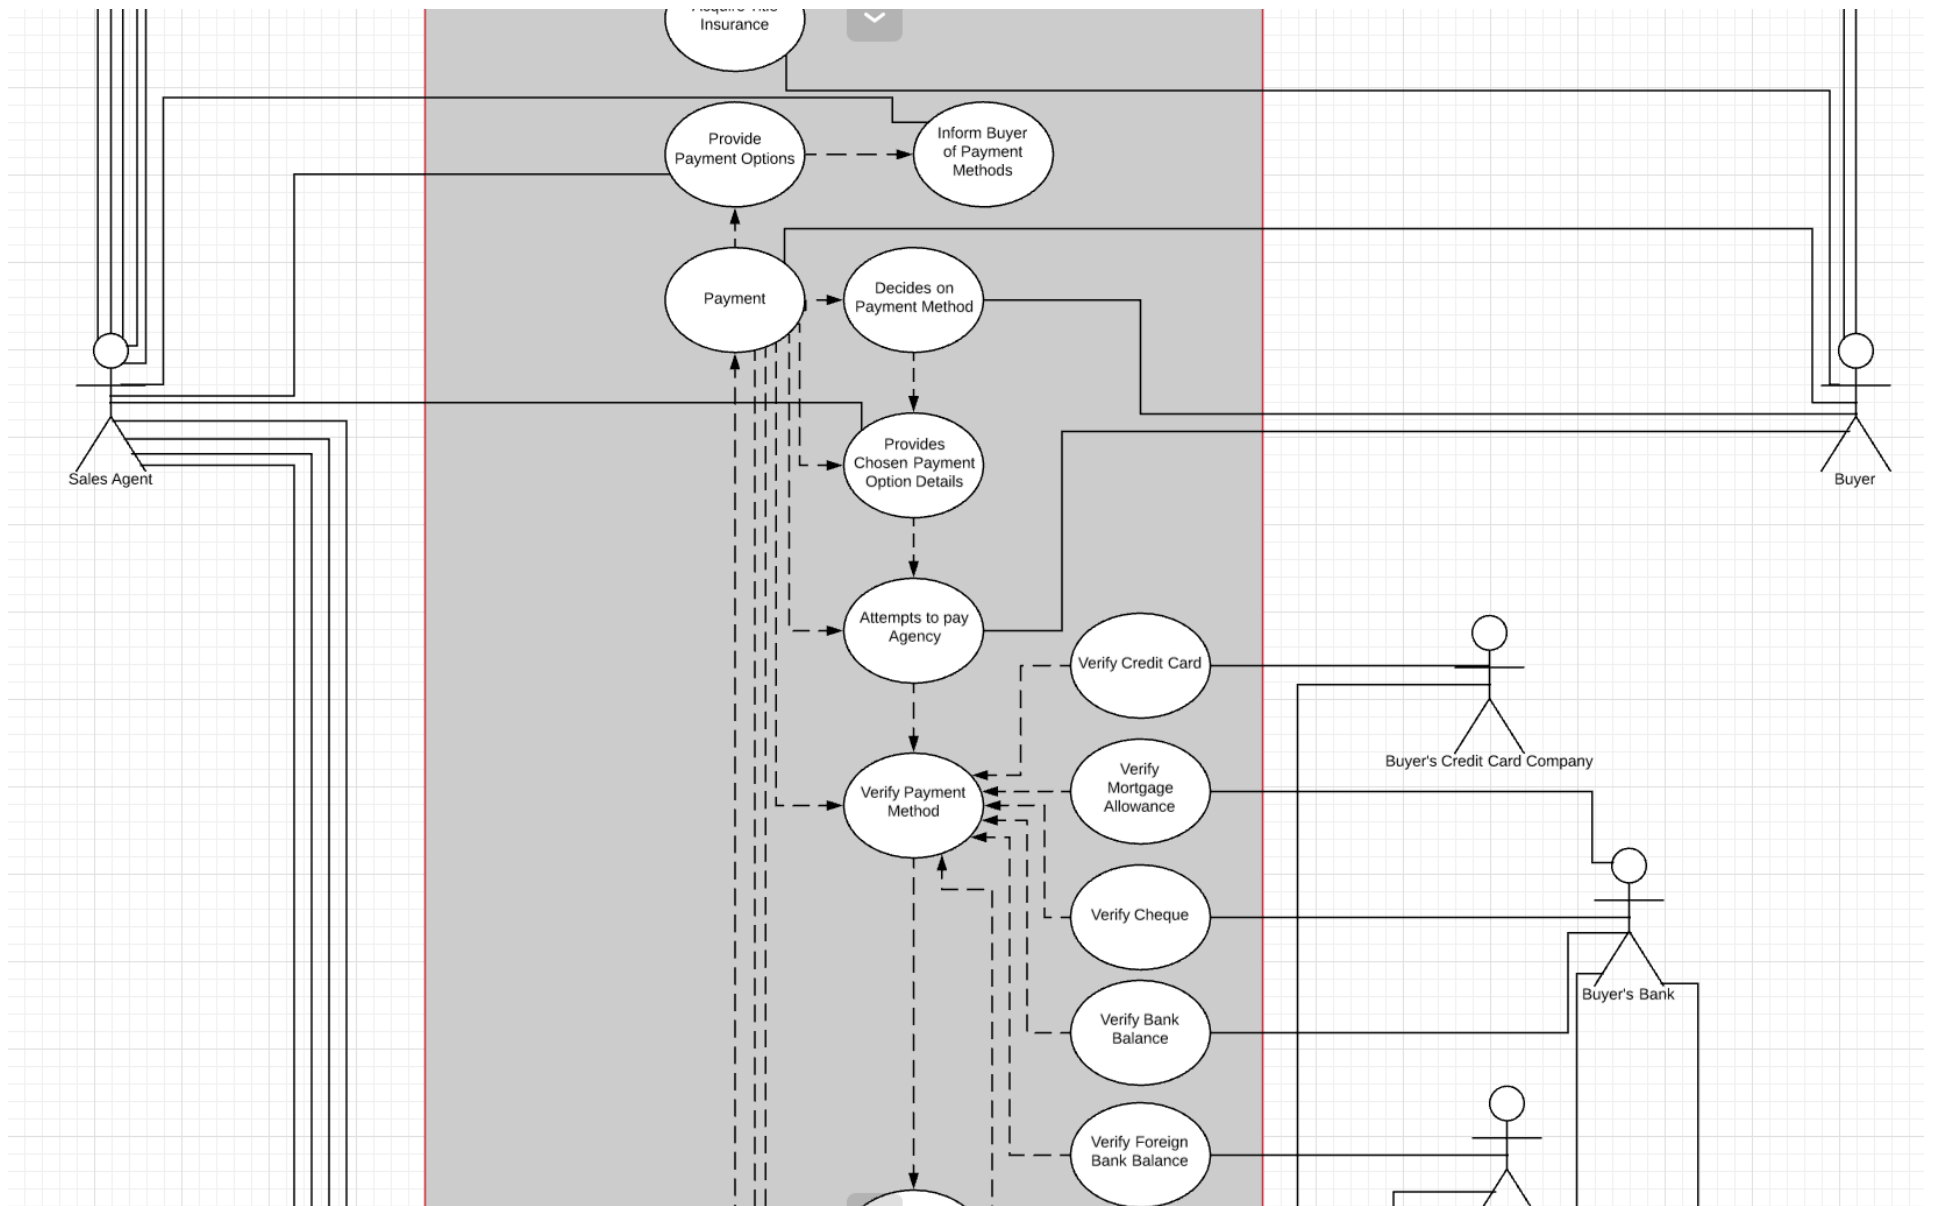 Acquire Title
Insurance
Provide
Payment Options
Inform Buyer
of Payment
Methods
Payment
Decides on
Payment Method
Sales Agent
Buyer
Provides
Chosen Payment
Option Details
Attempts to pay
Agency
Verify Credit Card
Buyer's Credit Card Company
Verify Payment
Method
Verify
Mortgage
Allowance
Verify Cheque
Buyer's Bank
Verify Bank
Balance
Verify Foreign
Bank Balance